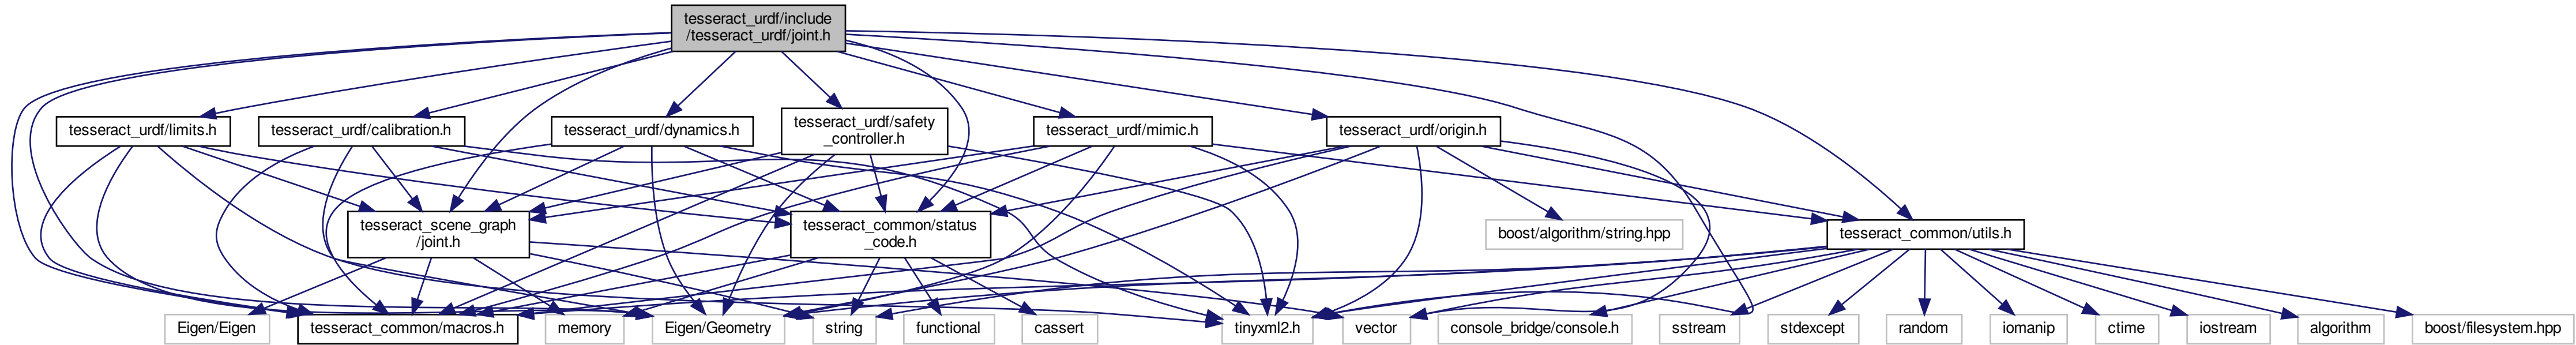 tesseract_urdf/include
/tesseract_urdf/joint.h
tesseract_urdf/limits.h
tesseract_urdf/calibration.h
tesseract_urdf/dynamics.h
tesseract_urdf/safety
_controller.h
tesseract_urdf/mimic.h
tesseract_urdf/origin.h
tesseract_scene_graph
/joint.h
tesseract_common/status
_code.h
boost/algorithm/string.hpp
tesseract_common/utils.h
Eigen/Eigen
tesseract_common/macros.h
memory
Eigen/Geometry
string
functional
cassert
tinyxml2.h
vector
console_bridge/console.h
sstream
stdexcept
random
iomanip
ctime
iostream
algorithm
boost/filesystem.hpp